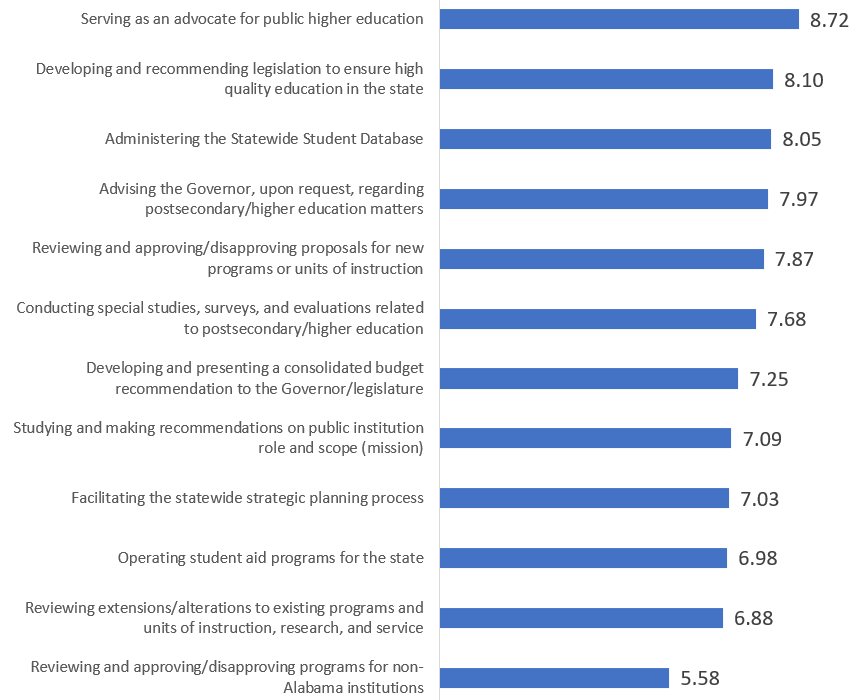 Serving as an advocate for public higher education
8.72
Developing and recommending legislation to ensure high
quality education in the state
8.10
Administering the Statewide Student Database
8.05
Advising the Governor, upon request, regarding
postsecondary/higher education matters
7.97
Reviewing and approving/disapproving proposals for new
programs or units of instruction
7.87
Conducting special studies, surveys, and evaluations related
to postsecondary/higher education
7.68
Developing and presenting a consolidated budget
recommendation to the Governor/legislature
7.25
Studying and making recommendations on public institution
role and scope (mission)
7.09
Facilitating the statewide strategic planning process
7.03
Operating student aid programs for the state
6.98
Reviewing extensions/alterations to existing programs and
units of instruction, research, and service
6.88
Reviewing and approving/disapproving programs for non-
Alabama institutions
5.58